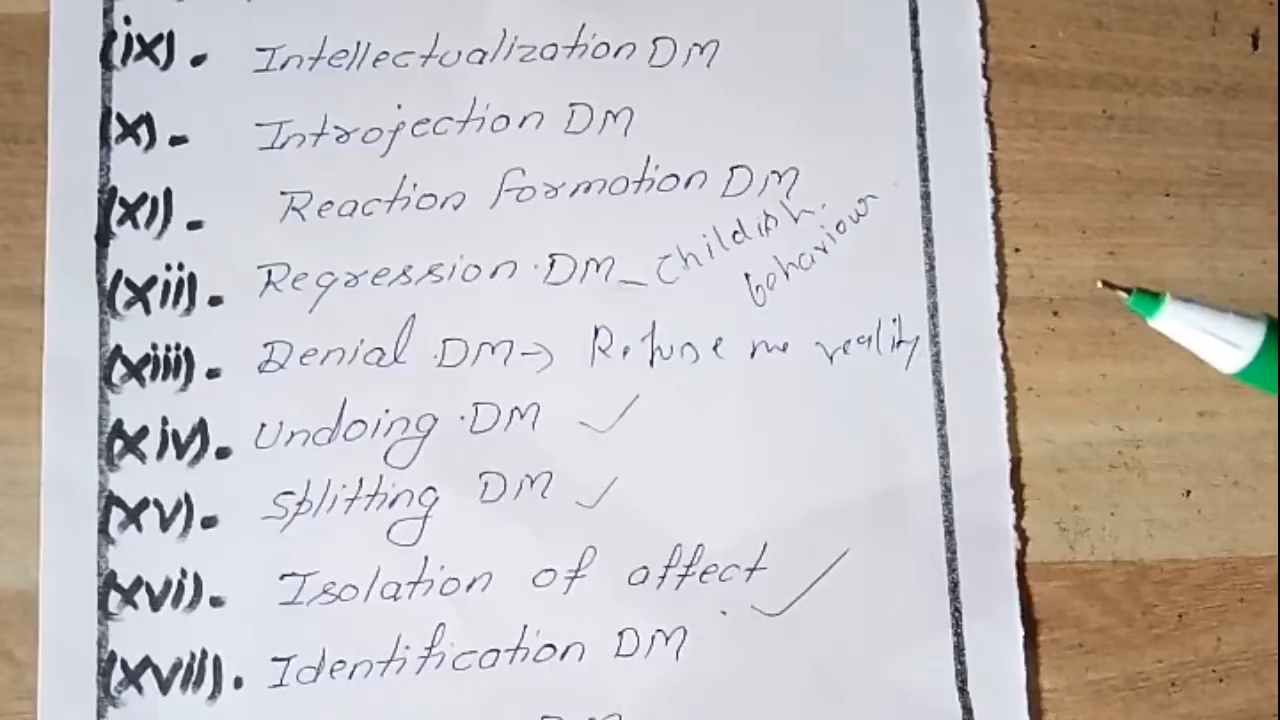 (ix). Intellectualization DM
(x). Introjection DM
(xi). Reaction formation DM
(xii). Regression DM - childish
behaviour
(xiii). Denial DM → Refuse reality
(xiv). Undoing DM ✓
(xv). Splitting DM ✓
(xvi). Isolation of affect ✓
(xvii). Identification DM